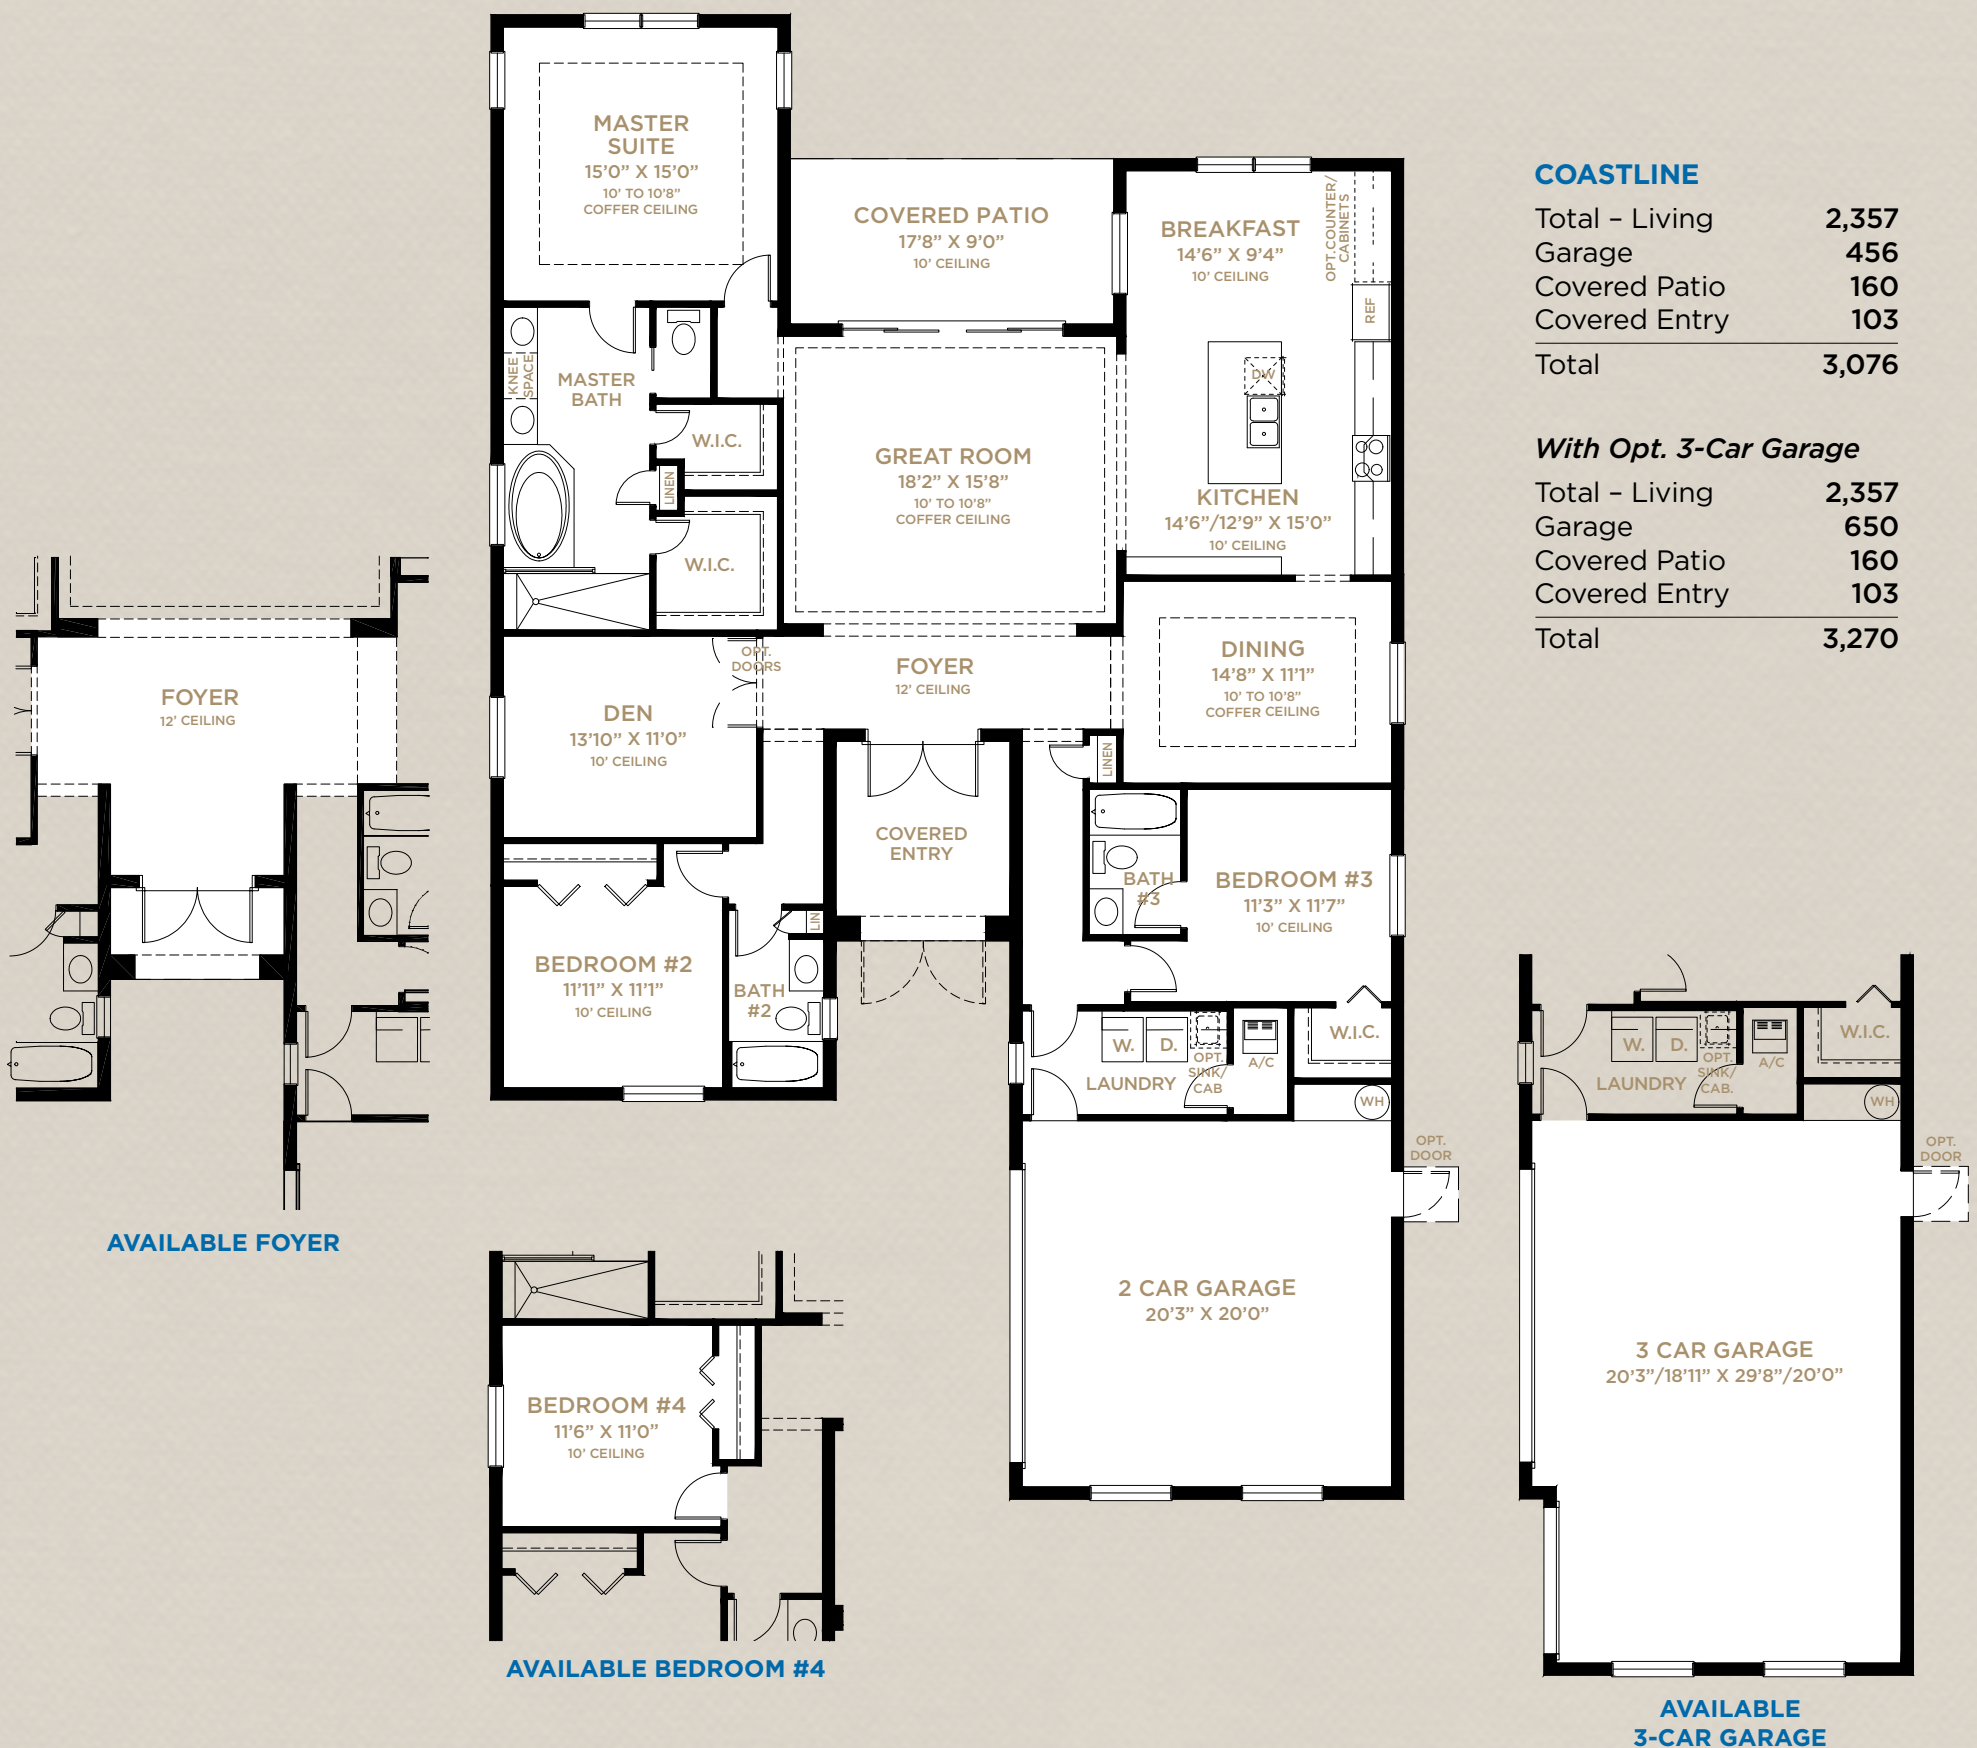 MASTER
SUITE
15'0” X 15'0”
10' TO 10'8”
COFFER CEILING
COVERED PATIO
17'8” X 9'0”
10' CEILING
BREAKFAST
14'6” X 9'4”
10' CEILING
OPT.COUNTER/
CABINETS
REF
KNEE
SPACE
MASTER
BATH
W.I.C.
LINEN
W.I.C.
GREAT ROOM
18'2” X 15'8”
10' TO 10'8”
COFFER CEILING
DW
KITCHEN
14'6”/12'9” X 15'0”
10' CEILING
OPT.
DOORS
FOYER
12' CEILING
DINING
14'8” X 11'1”
10' TO 10'8”
COFFER CEILING
DEN
13'10” X 11'0”
10' CEILING
LINEN
COVERED
ENTRY
BATH
#3
BEDROOM #3
11'3” X 11'7”
10' CEILING
LIN
BEDROOM #2
11'11” X 11'1”
10' CEILING
BATH
#2
W.
D.
OPT.
SINK/
CAB
LAUNDRY
A/C
W.I.C.
WH
OPT.
DOOR
2 CAR GARAGE
20'3” X 20'0”
COASTLINE
Total – Living 2,357
Garage 456
Covered Patio 160
Covered Entry 103
Total 3,076
With Opt. 3-Car Garage
Total – Living 2,357
Garage 650
Covered Patio 160
Covered Entry 103
Total 3,270
FOYER
12' CEILING
AVAILABLE FOYER
BEDROOM #4
11'6” X 11'0”
10' CEILING
AVAILABLE BEDROOM #4
W.
D.
OPT.
SINK/
CAB.
LAUNDRY
A/C
W.I.C.
WH
OPT.
DOOR
3 CAR GARAGE
20'3”/18'11” X 29'8”/20'0”
AVAILABLE
3-CAR GARAGE